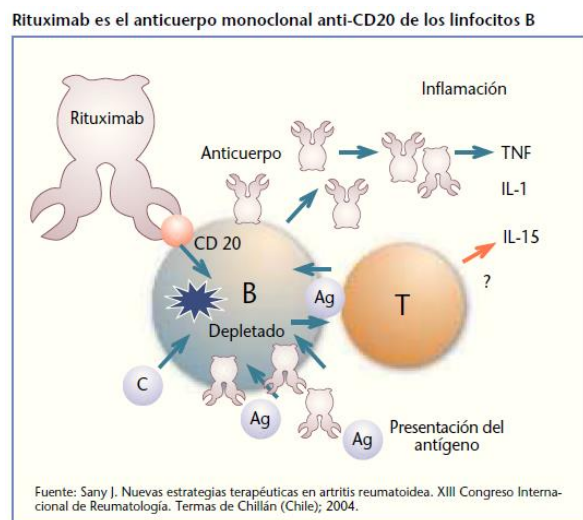 Rituximab es el anticuerpo monoclonal anti-CD20 de los linfocitos B
Inflamación
Rituximab
Anticuerpo
TNF
IL-1
CD 20
IL-15
B
Ag
T
?
Depletado
C
Ag
Ag
Presentación del
antígeno
Fuente: Sany J. Nuevas estrategias terapéuticas en artritis reumatoidea. XIII Congreso Interna-
cional de Reumatología. Termas de Chillán (Chile); 2004.